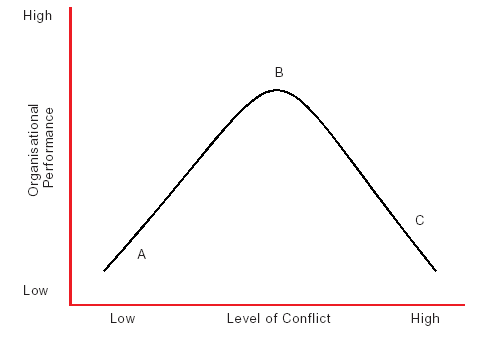 High
B
Organisational
Performance
C
A
Low
Low
Level of Conflict
High